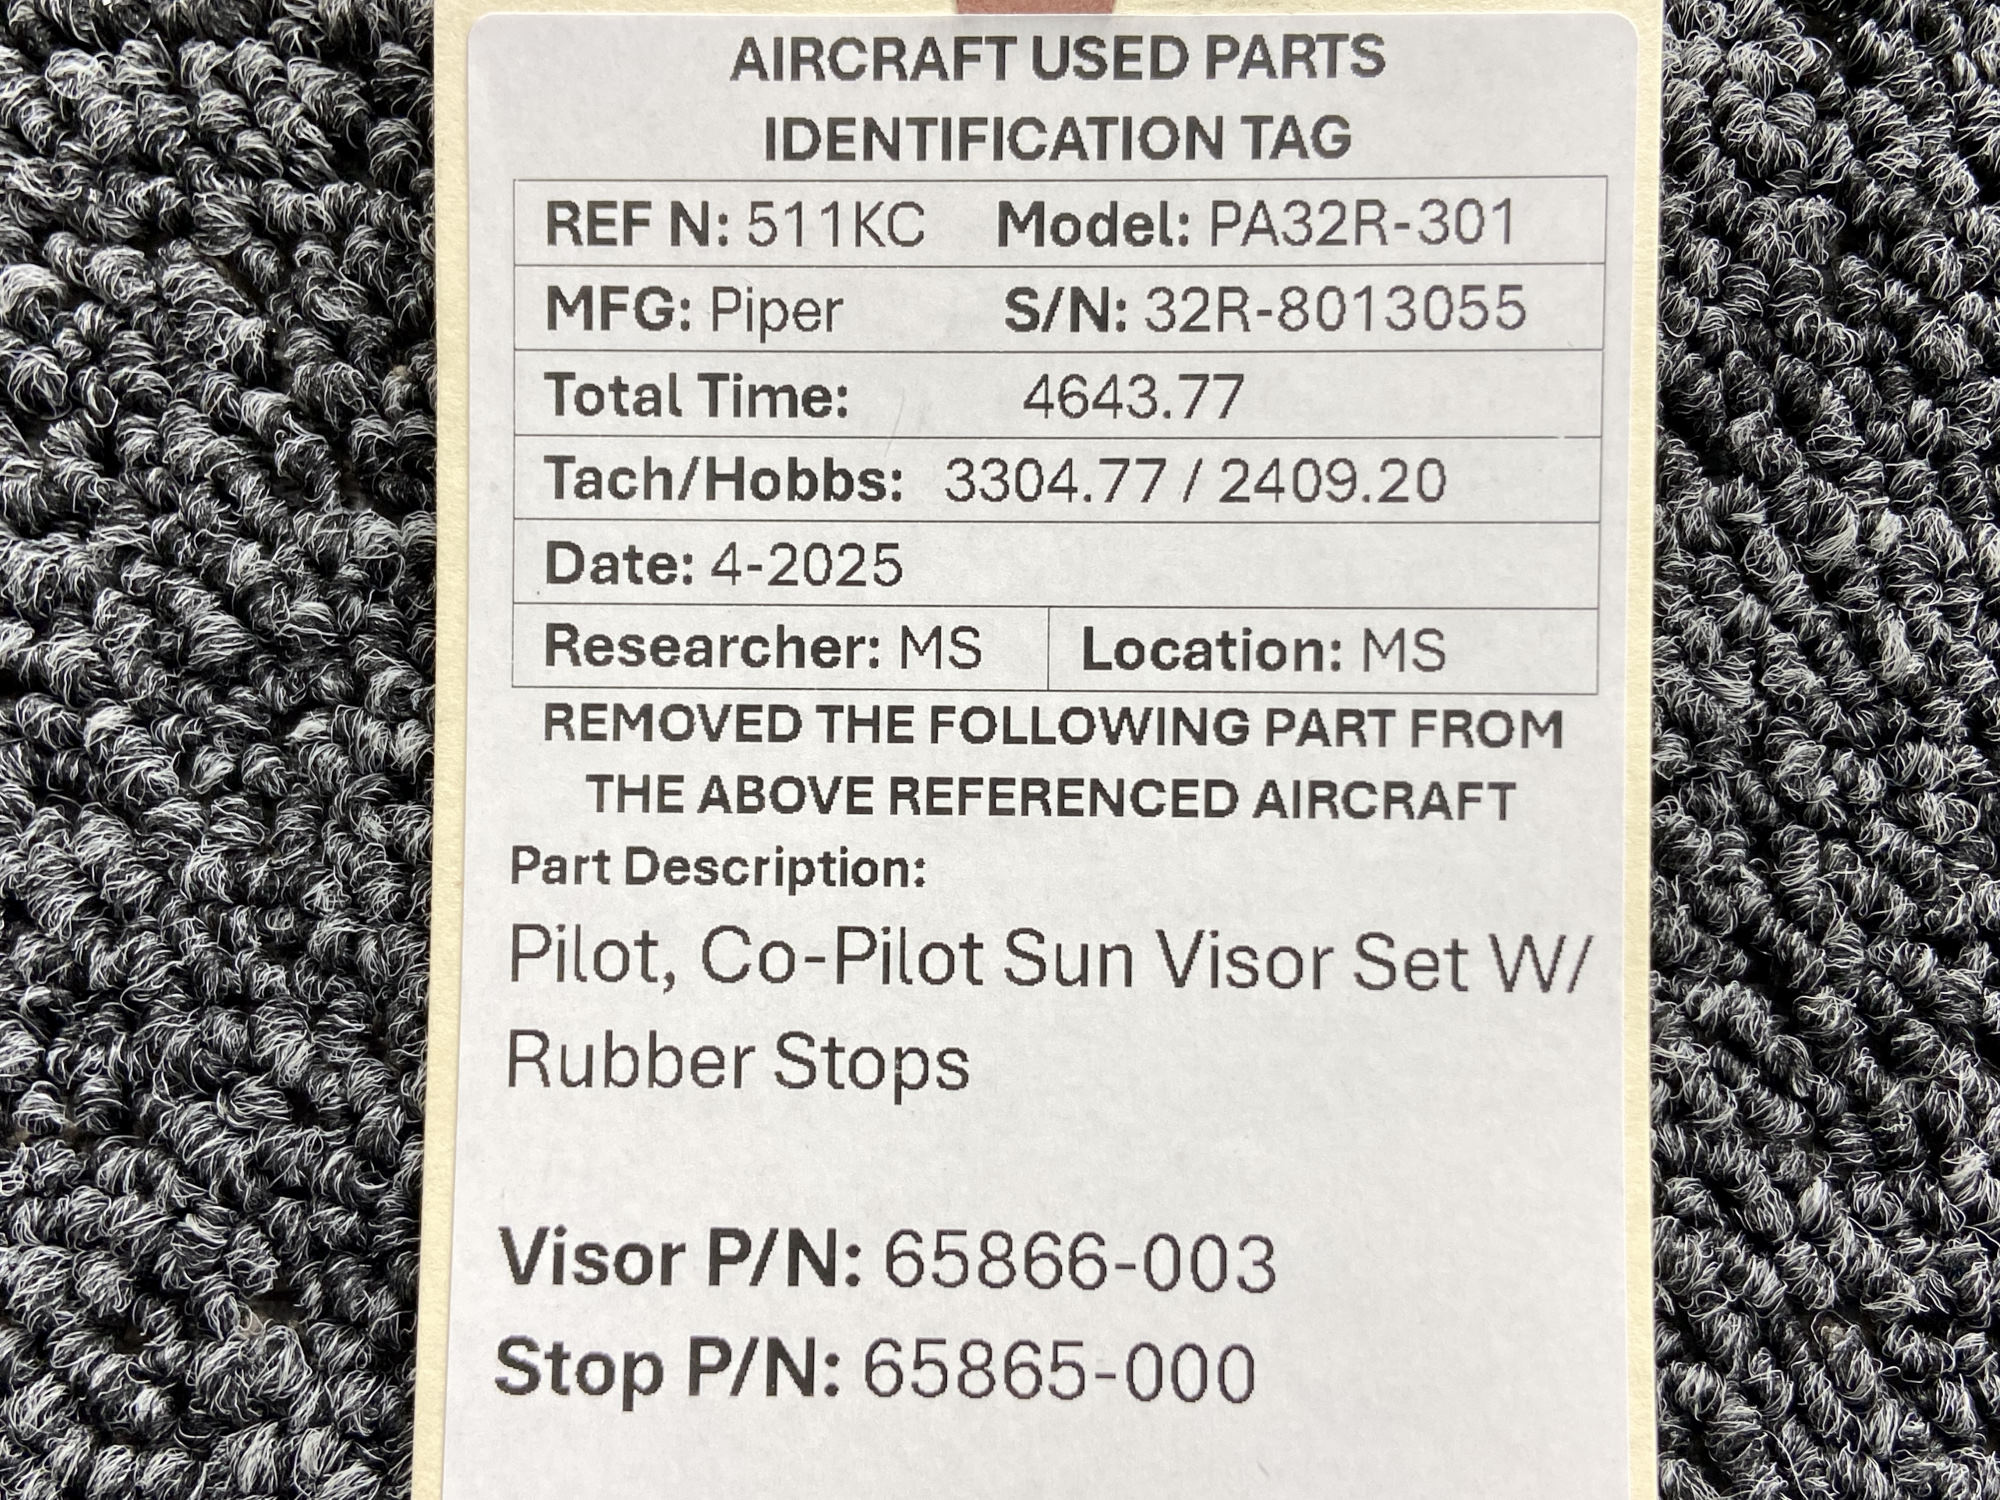 AIRCRAFT USED PARTS
IDENTIFICATION TAG
REF N: 511KC Model: PA32R-301
MFG: Piper S/N: 32R-8013055
Total Time: 4643.77
Tach/Hobbs: 3304.77 / 2409.20
Date: 4-2025
Researcher: MS Location: MS
REMOVED THE FOLLOWING PART FROM
THE ABOVE REFERENCED AIRCRAFT
Part Description:
Pilot, Co-Pilot Sun Visor Set W/
Rubber Stops
Visor P/N: 65866-003
Stop P/N: 65865-000